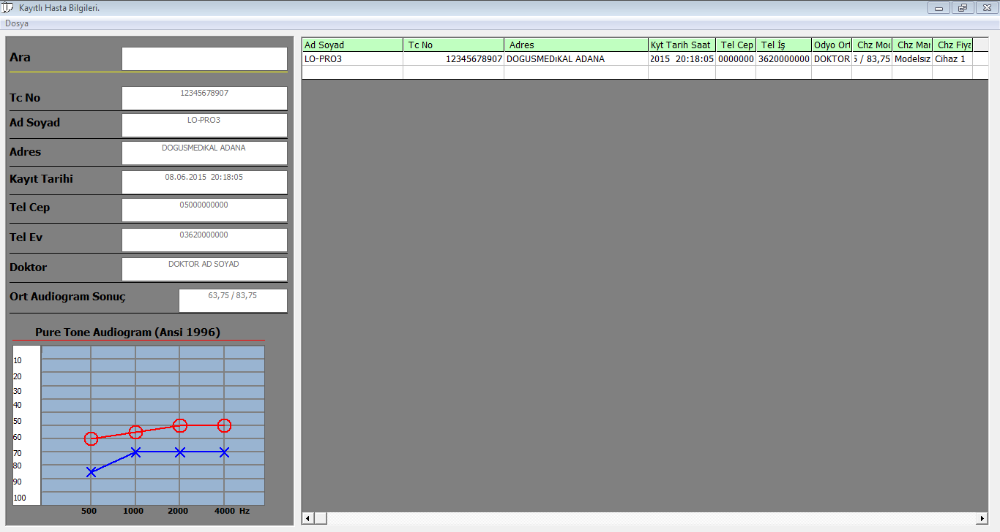 Kayıtlı Hasta Bilgileri.
Dosya
Ara
Tc No 12345678907
Ad Soyad LO-PRO3
Adres DOGUSMEDıKAL ADANA
Kayıt Tarihi 08.06.2015 20:18:05
Tel Cep 05000000000
Tel Ev 03620000000
Doktor DOKTOR AD SOYAD
Ort Audiogram Sonuç 63,75 / 83,75
Pure Tone Audiogram (Ansi 1996)
10
20
30
40
50
60
70
80
90
100
500 1000 2000 4000 Hz
Ad Soyad Tc No Adres Kyt Tarih Saat Tel Cep Tel İş Odyo Ort Chz Mod Chz Mar Chz Fiya
LO-PRO3 12345678907 DOGUSMEDıKAL ADANA 2015 20:18:05 0000000 3620000000 DOKTOR 5 / 83,75 Modelsız Cihaz 1